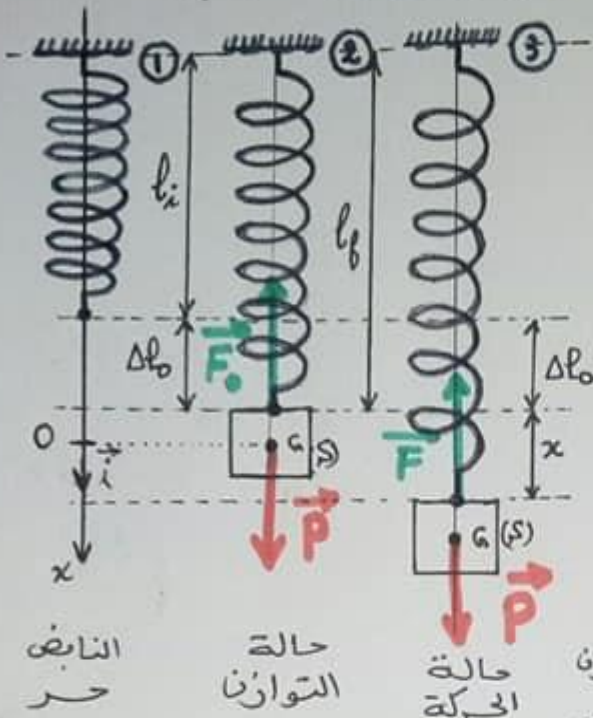 ① ② ③
lᵢ
l_f
Δl₀
F₀
Δl₀
x
O
i
G (S)
F
G (S)
x
P
P
النابض
حر
حالة
التوازن
حالة
الحركة